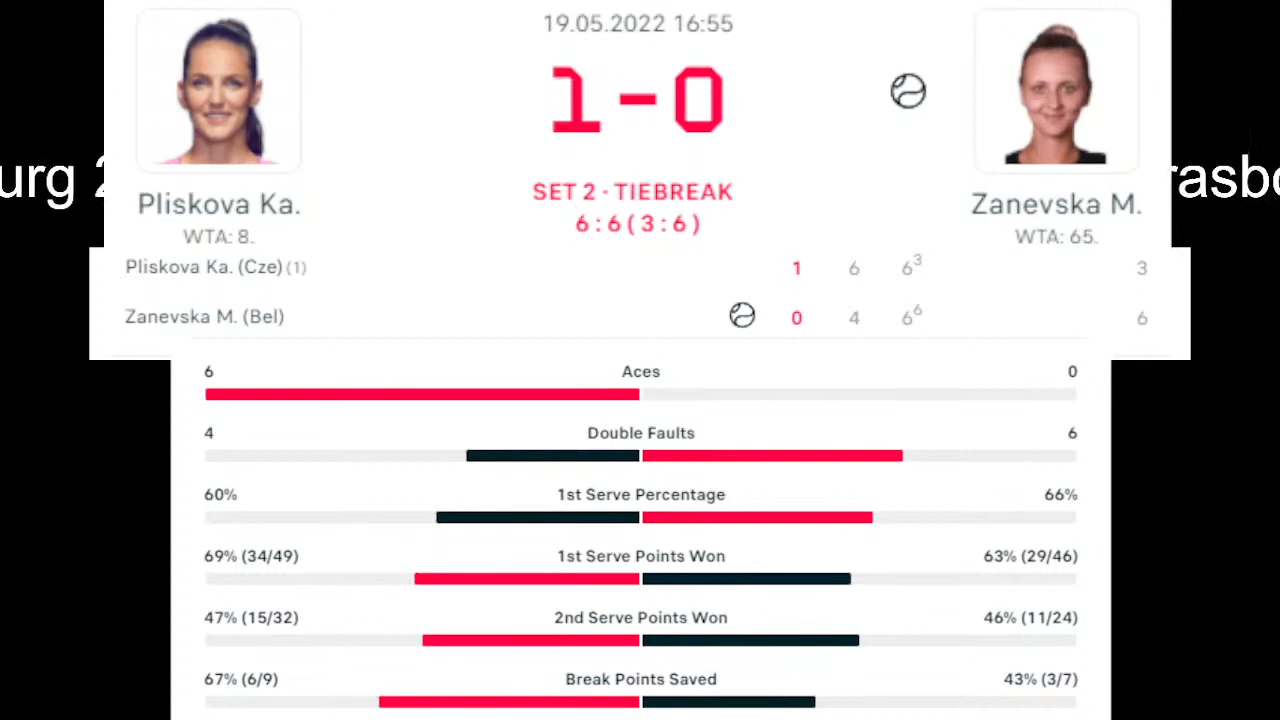 19.05.2022 16:55
1-0
urg
Pliskova Ka.
WTA: 8.
SET 2 · TIEBREAK
6 : 6 ( 3 : 6 )
Zanevska M.
WTA: 65.
rasbo
Pliskova Ka. (Cze) (1) 1 6 6³ 3
Zanevska M. (Bel) 0 4 6⁶ 6
6 Aces 0
4 Double Faults 6
60% 1st Serve Percentage 66%
69% (34/49) 1st Serve Points Won 63% (29/46)
47% (15/32) 2nd Serve Points Won 46% (11/24)
67% (6/9) Break Points Saved 43% (3/7)